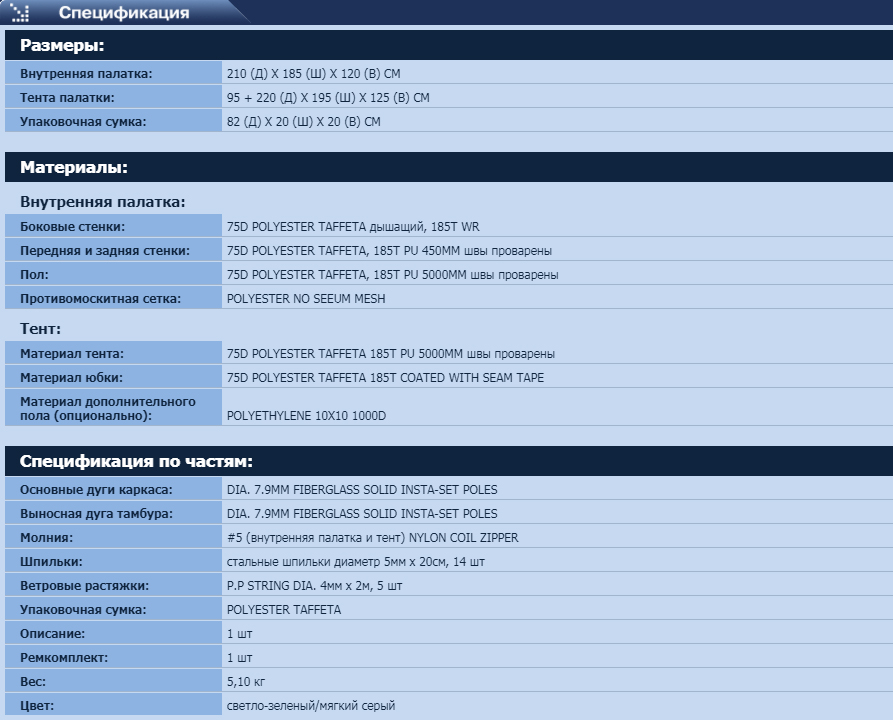 Спецификация
Размеры:
Внутренняя палатка: 210 (Д) X 185 (Ш) X 120 (В) СМ
Тента палатки: 95 + 220 (Д) X 195 (Ш) X 125 (В) СМ
Упаковочная сумка: 82 (Д) X 20 (Ш) X 20 (В) СМ
Материалы:
Внутренняя палатка:
Боковые стенки: 75D POLYESTER TAFFETA дышащий, 185T WR
Передняя и задняя стенки: 75D POLYESTER TAFFETA, 185T PU 450MM швы проварены
Пол: 75D POLYESTER TAFFETA, 185T PU 5000MM швы проварены
Противомоскитная сетка: POLYESTER NO SEEUM MESH
Тент:
Материал тента: 75D POLYESTER TAFFETA 185T PU 5000MM швы проварены
Материал юбки: 75D POLYESTER TAFFETA 185T COATED WITH SEAM TAPE
Материал дополнительного
пола (опционально): POLYETHYLENE 10X10 1000D
Спецификация по частям:
Основные дуги каркаса: DIA. 7.9MM FIBERGLASS SOLID INSTA-SET POLES
Выносная дуга тамбура: DIA. 7.9MM FIBERGLASS SOLID INSTA-SET POLES
Молния: #5 (внутренняя палатка и тент) NYLON COIL ZIPPER
Шпильки: стальные шпильки диаметр 5мм x 20см, 14 шт
Ветровые растяжки: P.P STRING DIA. 4мм x 2м, 5 шт
Упаковочная сумка: POLYESTER TAFFETA
Описание: 1 шт
Ремкомплект: 1 шт
Вес: 5,10 кг
Цвет: светло-зеленый/мягкий серый